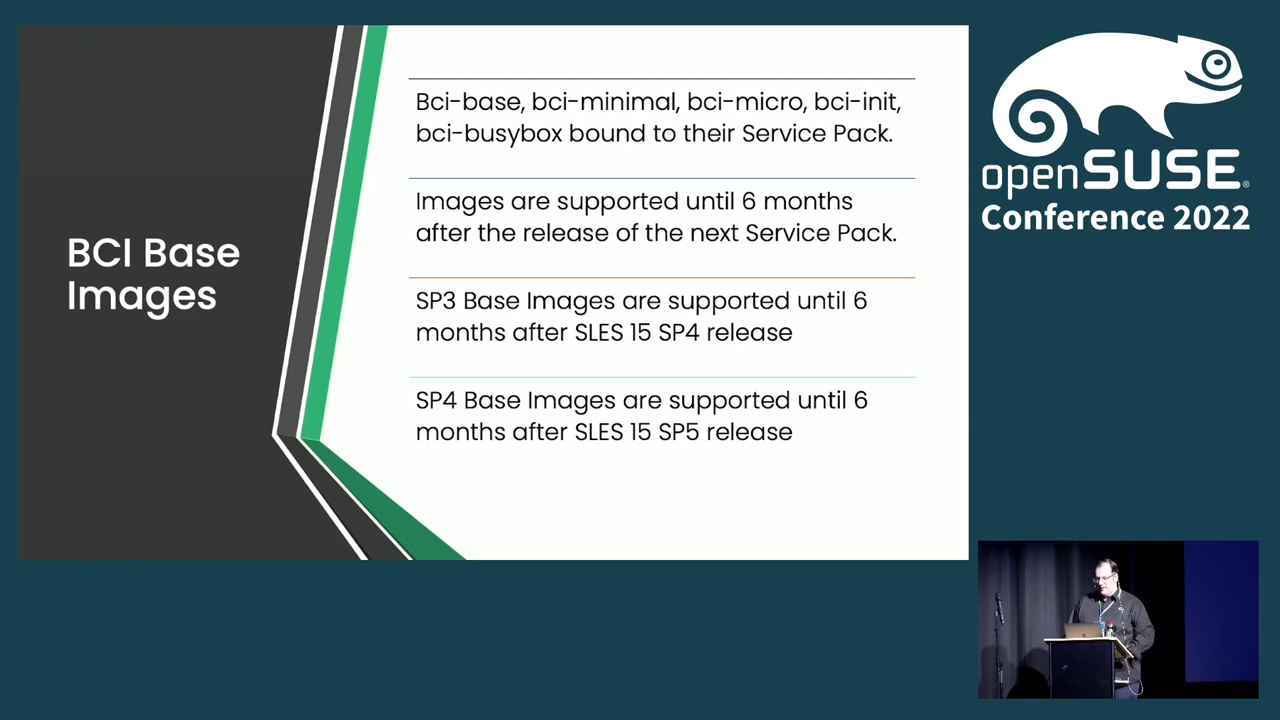 BCI Base
Images
Bci-base, bci-minimal, bci-micro, bci-init,
bci-busybox bound to their Service Pack.
Images are supported until 6 months
after the release of the next Service Pack.
SP3 Base Images are supported until 6
months after SLES 15 SP4 release
SP4 Base Images are supported until 6
months after SLES 15 SP5 release
openSUSE®
Conference 2022